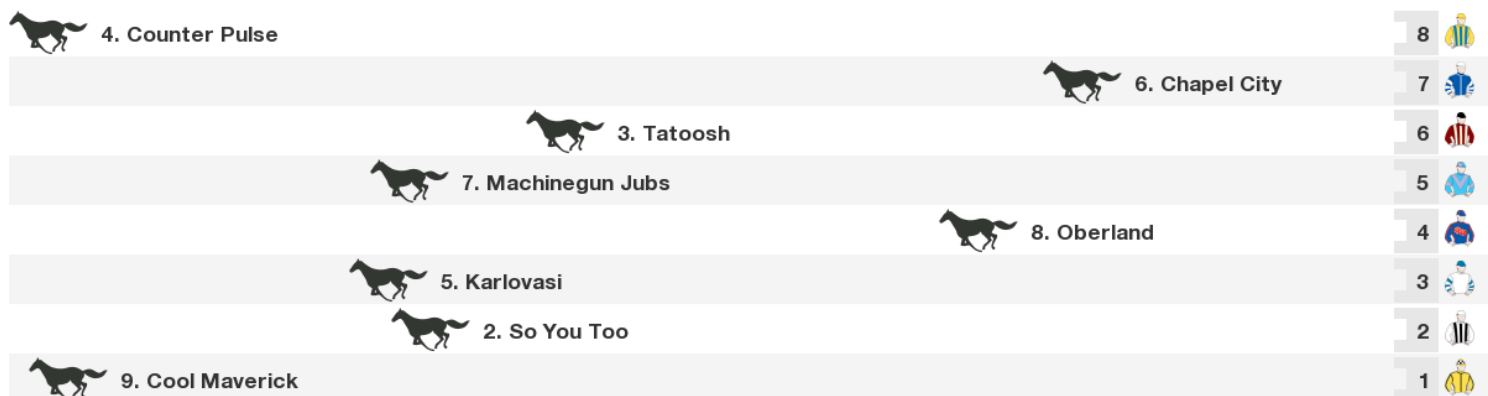 4. Counter Pulse 8
6. Chapel City 7
3. Tatoosh 6
7. Machinegun Jubs 5
8. Oberland 4
5. Karlovasi 3
2. So You Too 2
9. Cool Maverick 1